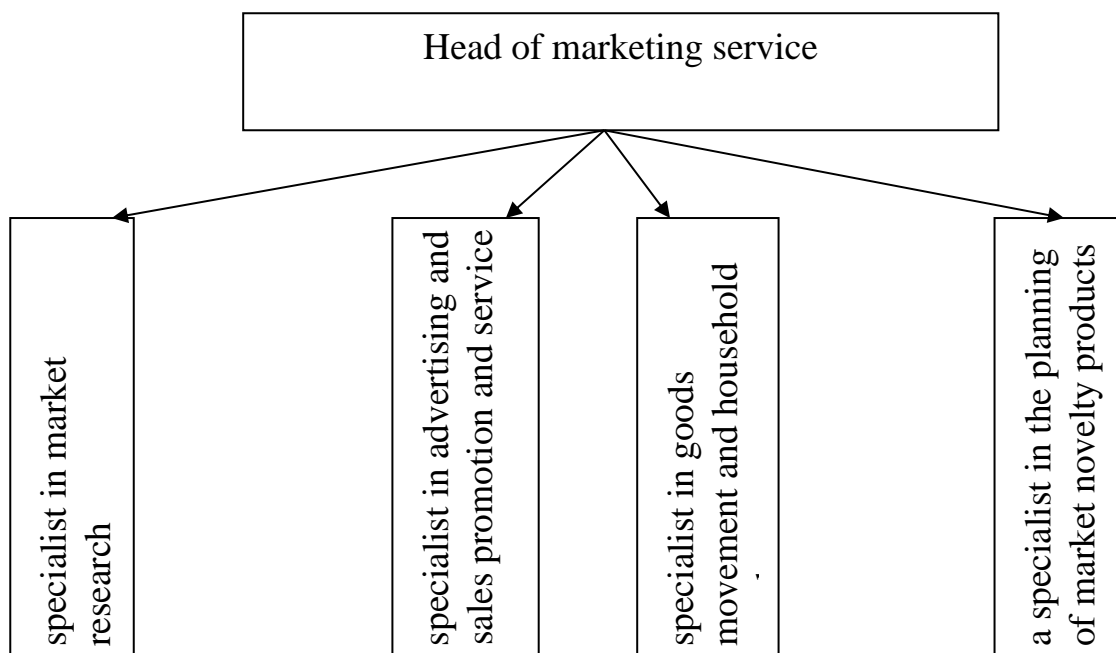 Head of marketing service
specialist in market
research
specialist in advertising and
sales promotion and service
specialist in goods
movement and household
a specialist in the planning
of market novelty products